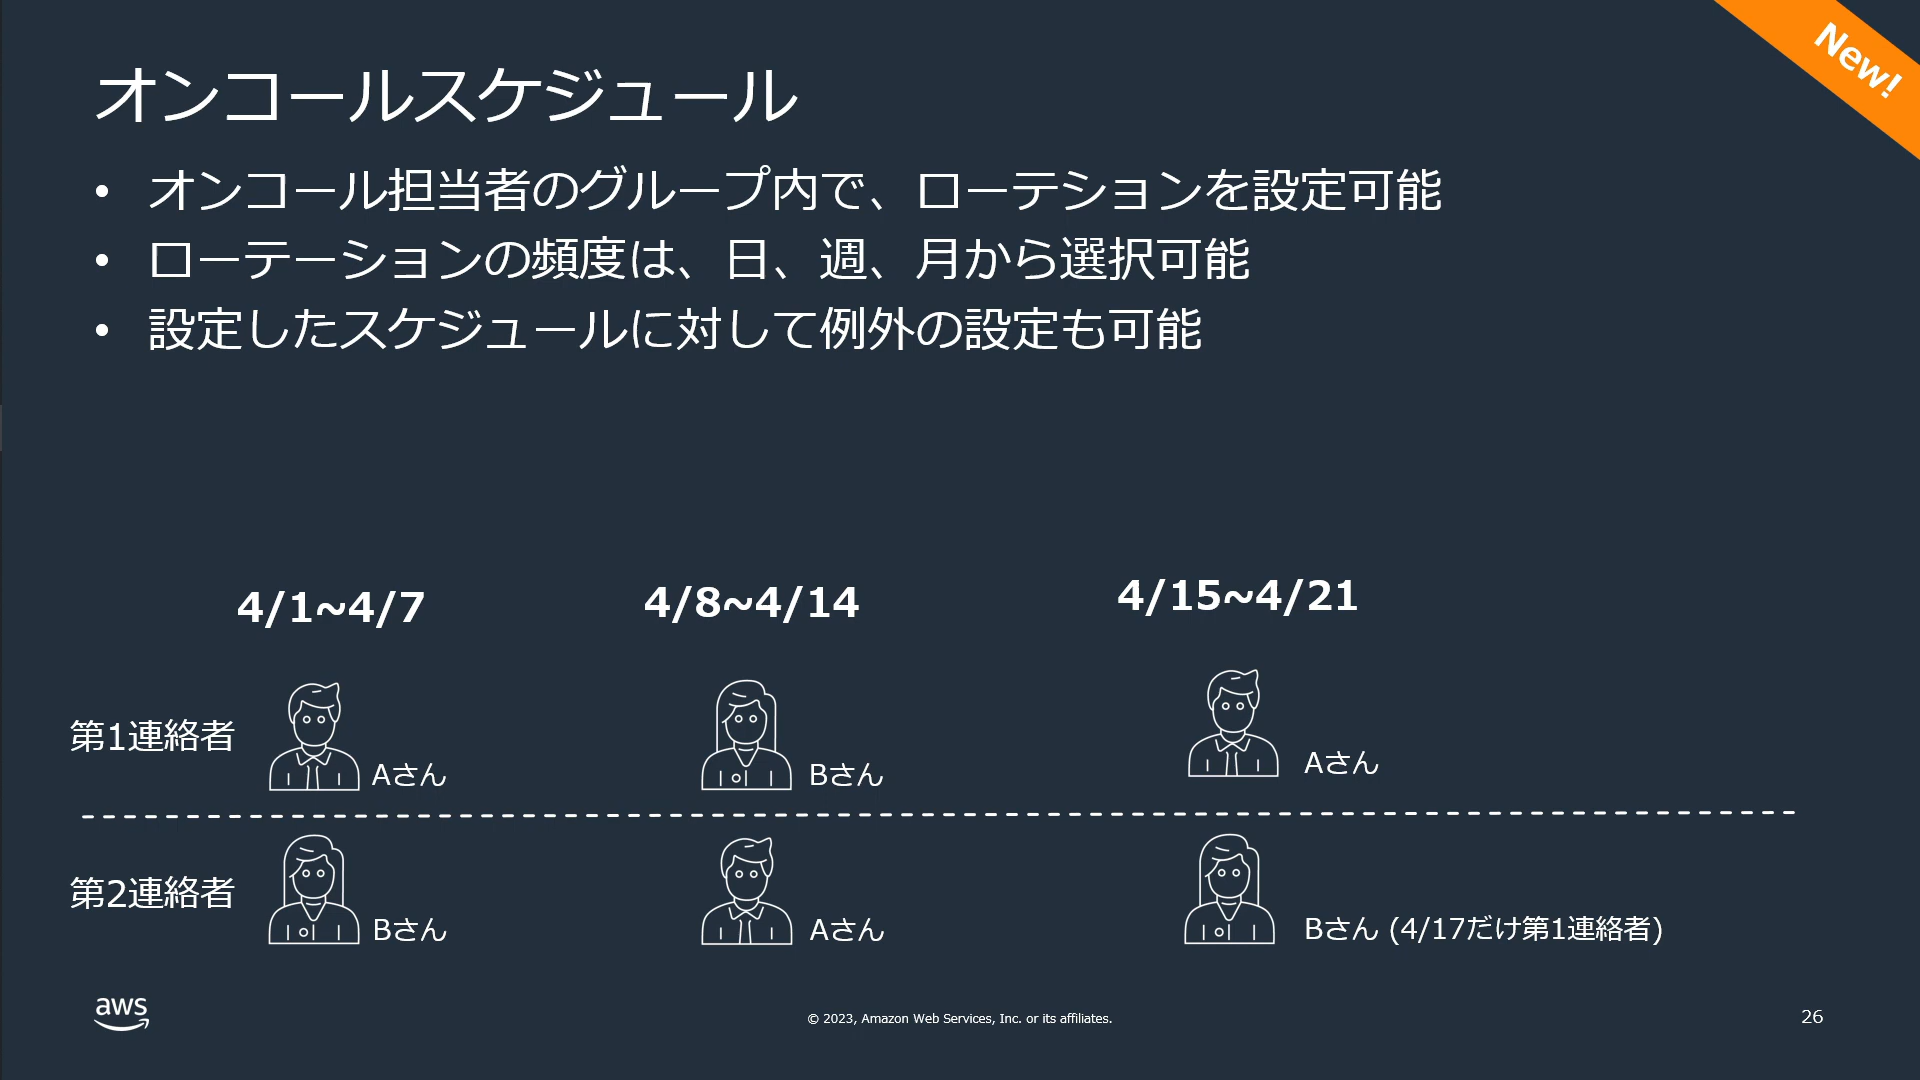 New!
オンコールスケジュール
• オンコール担当者のグループ内で、ローテションを設定可能
• ローテーションの頻度は、日、週、月から選択可能
• 設定したスケジュールに対して例外の設定も可能
4/1~4/7 4/8~4/14 4/15~4/21
第1連絡者 Aさん Bさん Aさん
第2連絡者 Bさん Aさん Bさん (4/17だけ第1連絡者)
aws © 2023, Amazon Web Services, Inc. or its affiliates. 26